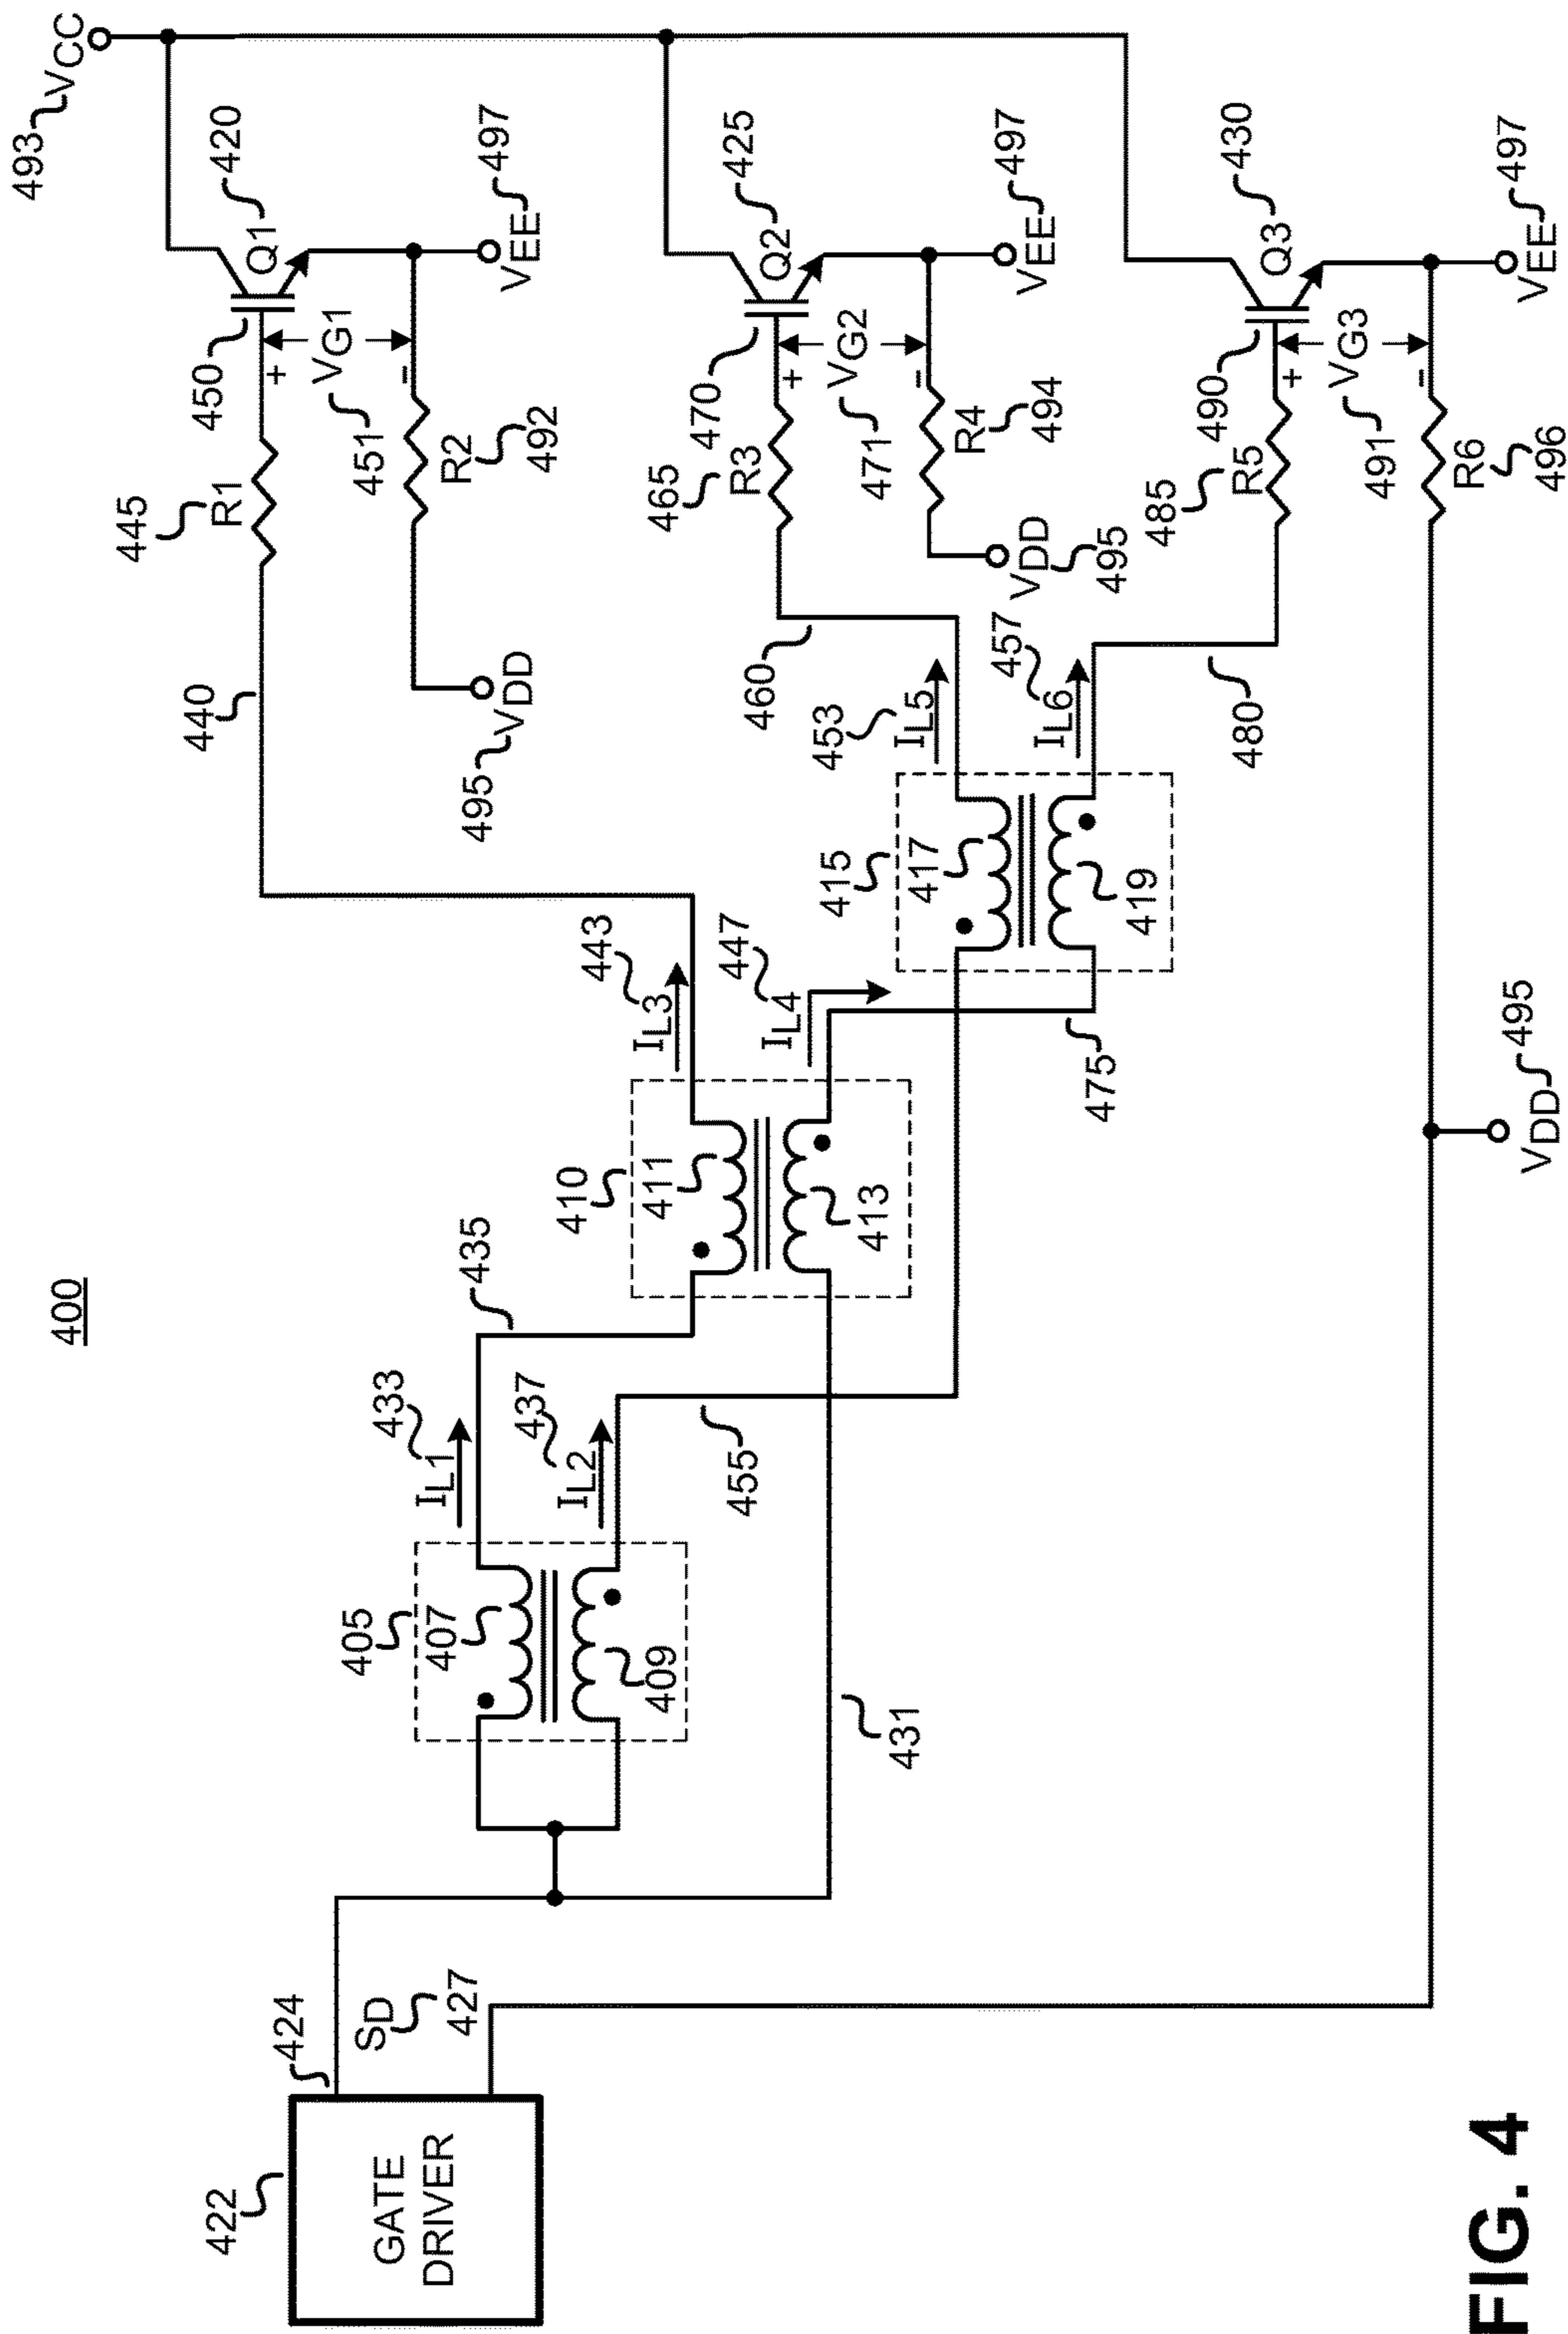 400
493
VCC
420
Q1
450
445
R1
440
+
VG1
451
-
R2
492
VEE
497
495
VDD
425
Q2
470
465
R3
460
+
VG2
471
-
R4
494
VEE
497
VDD
495
430
Q3
490
485
R5
480
+
VG3
491
-
R6
496
VEE
497
422
GATE
DRIVER
424
SD
427
405
407
409
433
IL1
437
IL2
435
455
431
410
411
413
443
IL3
447
IL4
475
415
417
419
453
IL5
457
IL6
VDD
495
FIG. 4